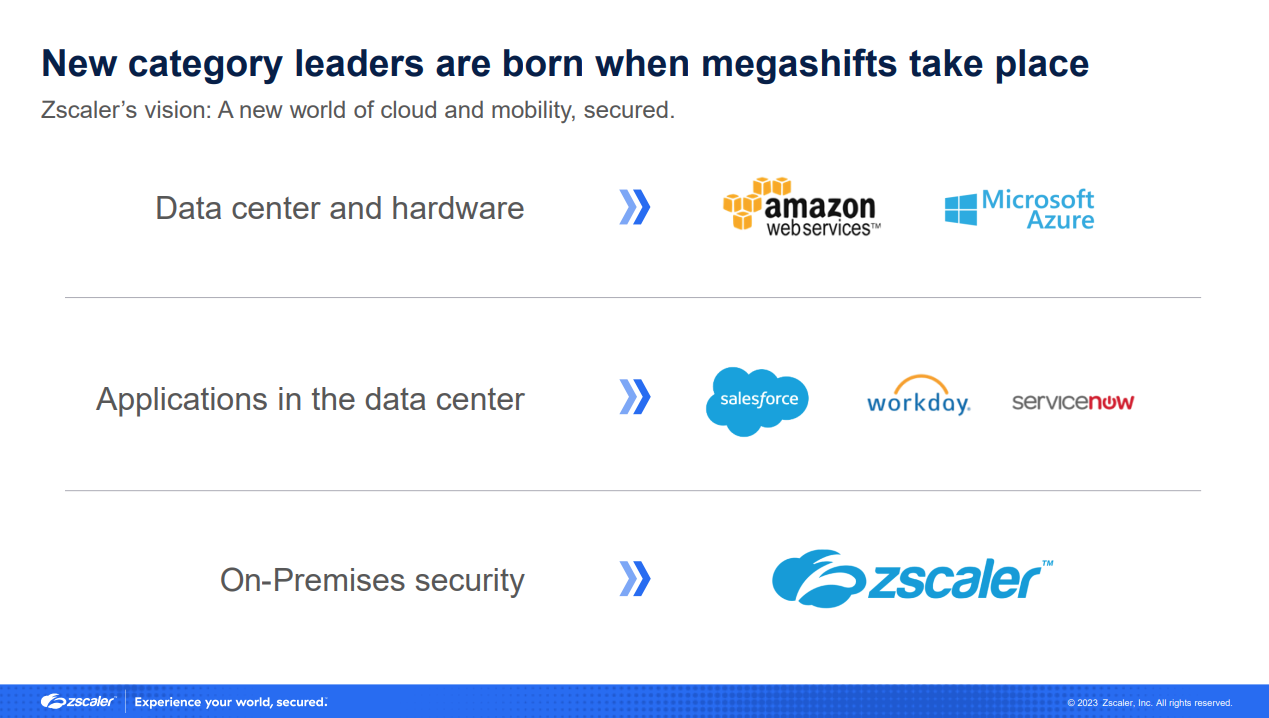 New category leaders are born when megashifts take place
Zscaler’s vision: A new world of cloud and mobility, secured.
Data center and hardware
amazon
web services™
Microsoft
Azure
Applications in the data center
salesforce
workday.
servicenow
On-Premises security
zscaler™
zscaler
Experience your world, secured.
© 2023 Zscaler, Inc. All rights reserved.